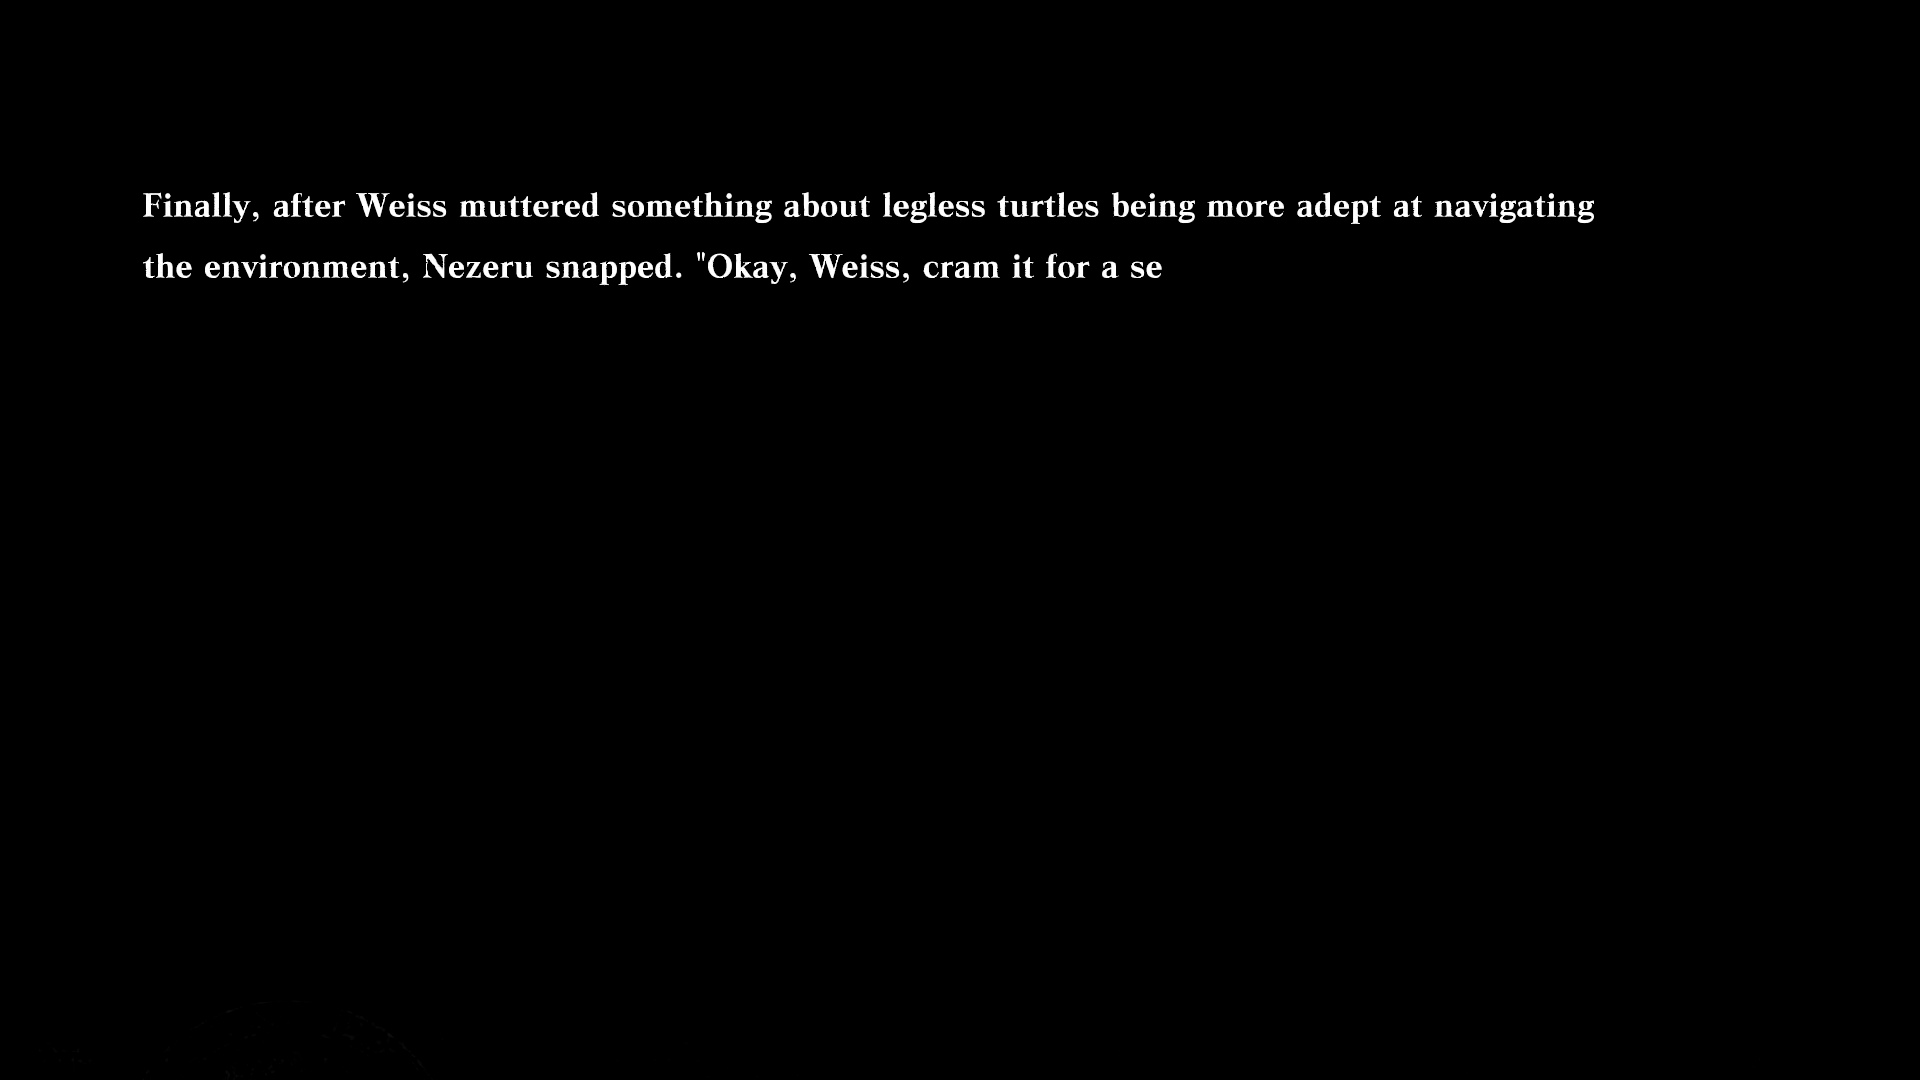 Finally, after Weiss muttered something about legless turtles being more adept at navigating
the environment, Nezeru snapped. "Okay, Weiss, cram it for a se